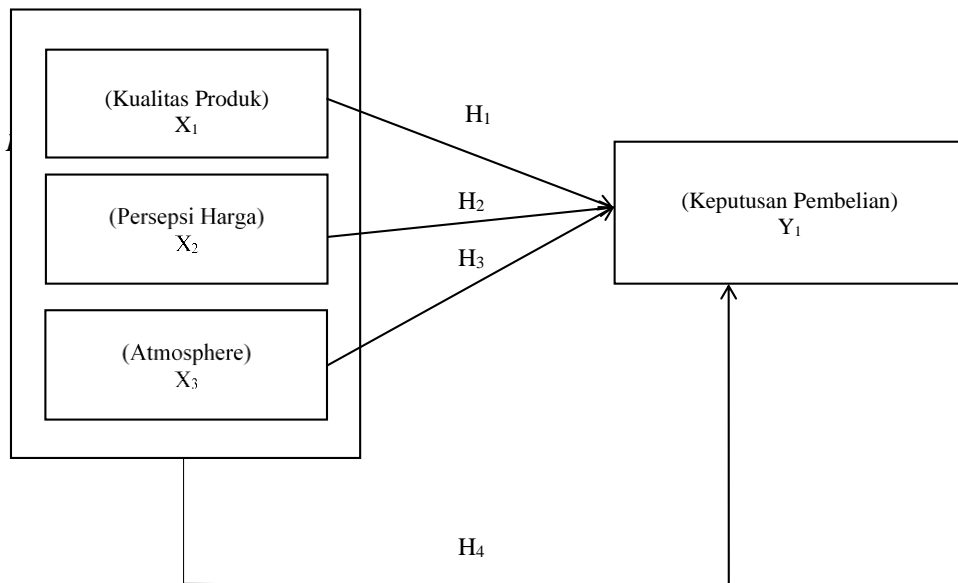 (Kualitas Produk)
X₁
H₁
(Persepsi Harga)
X₂
H₂
(Keputusan Pembelian)
Y₁
H₃
(Atmosphere)
X₃
H₄